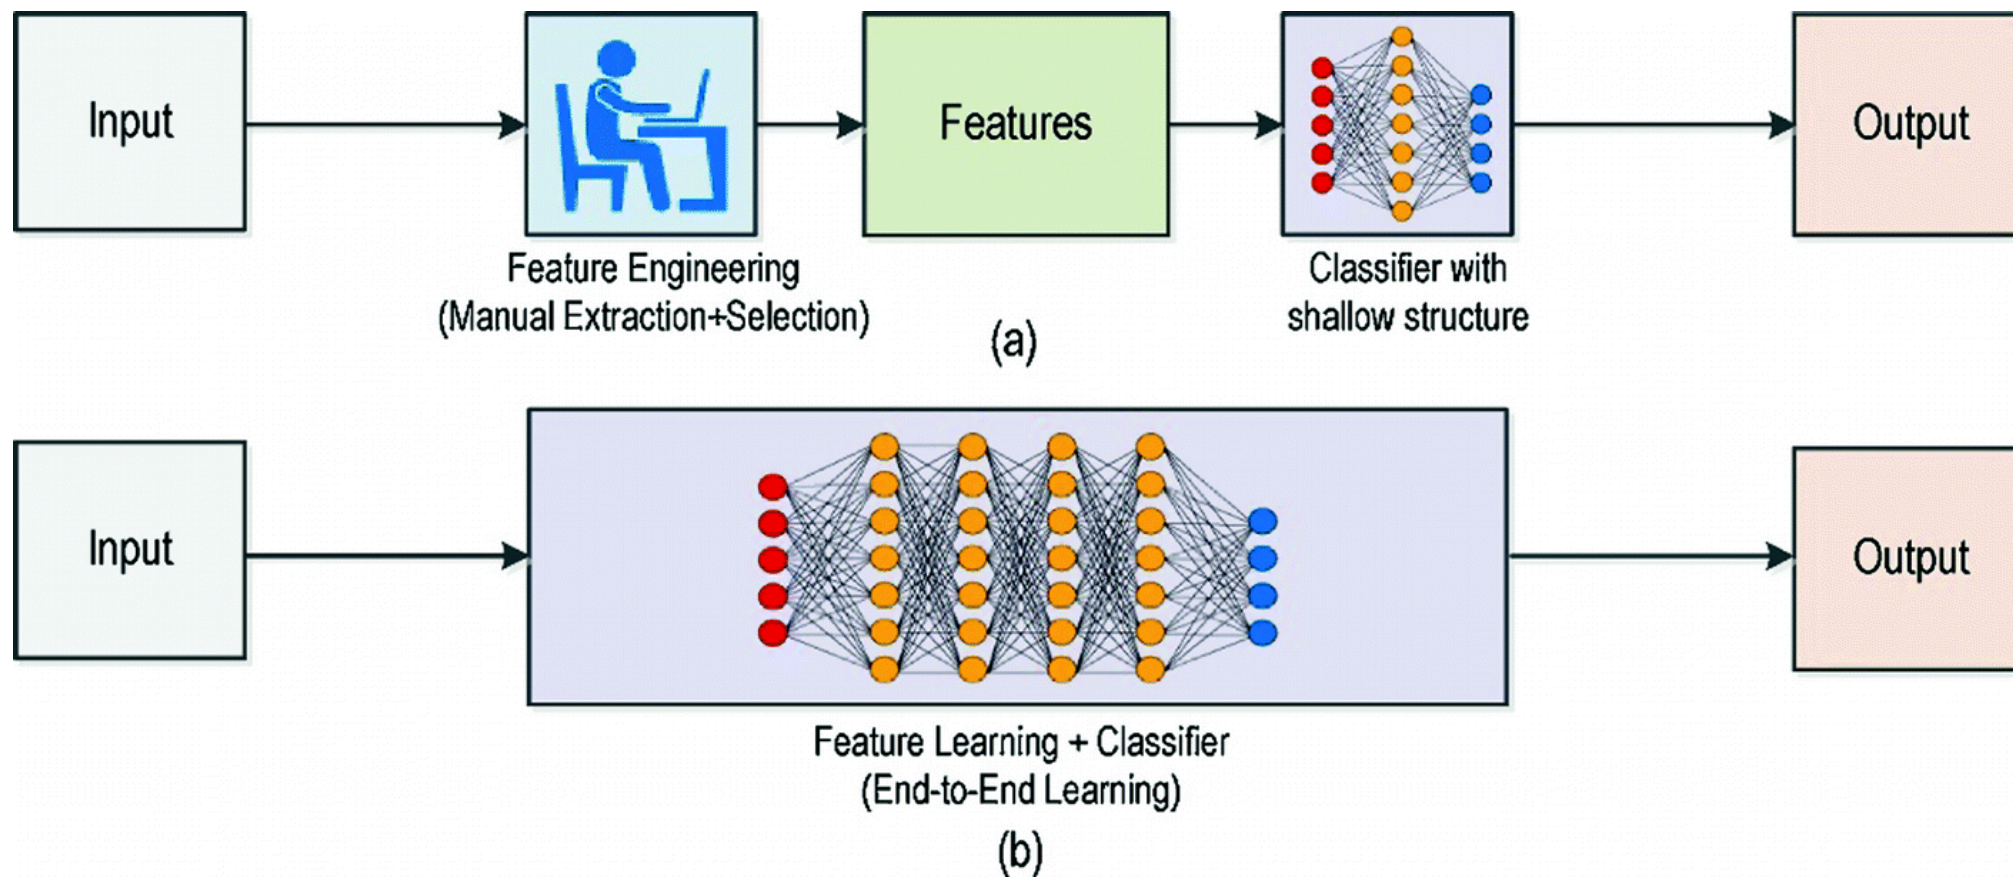 Input
Features
Output
Feature Engineering
(Manual Extraction+Selection)
Classifier with
shallow structure
(a)
Input
Output
Feature Learning + Classifier
(End-to-End Learning)
(b)